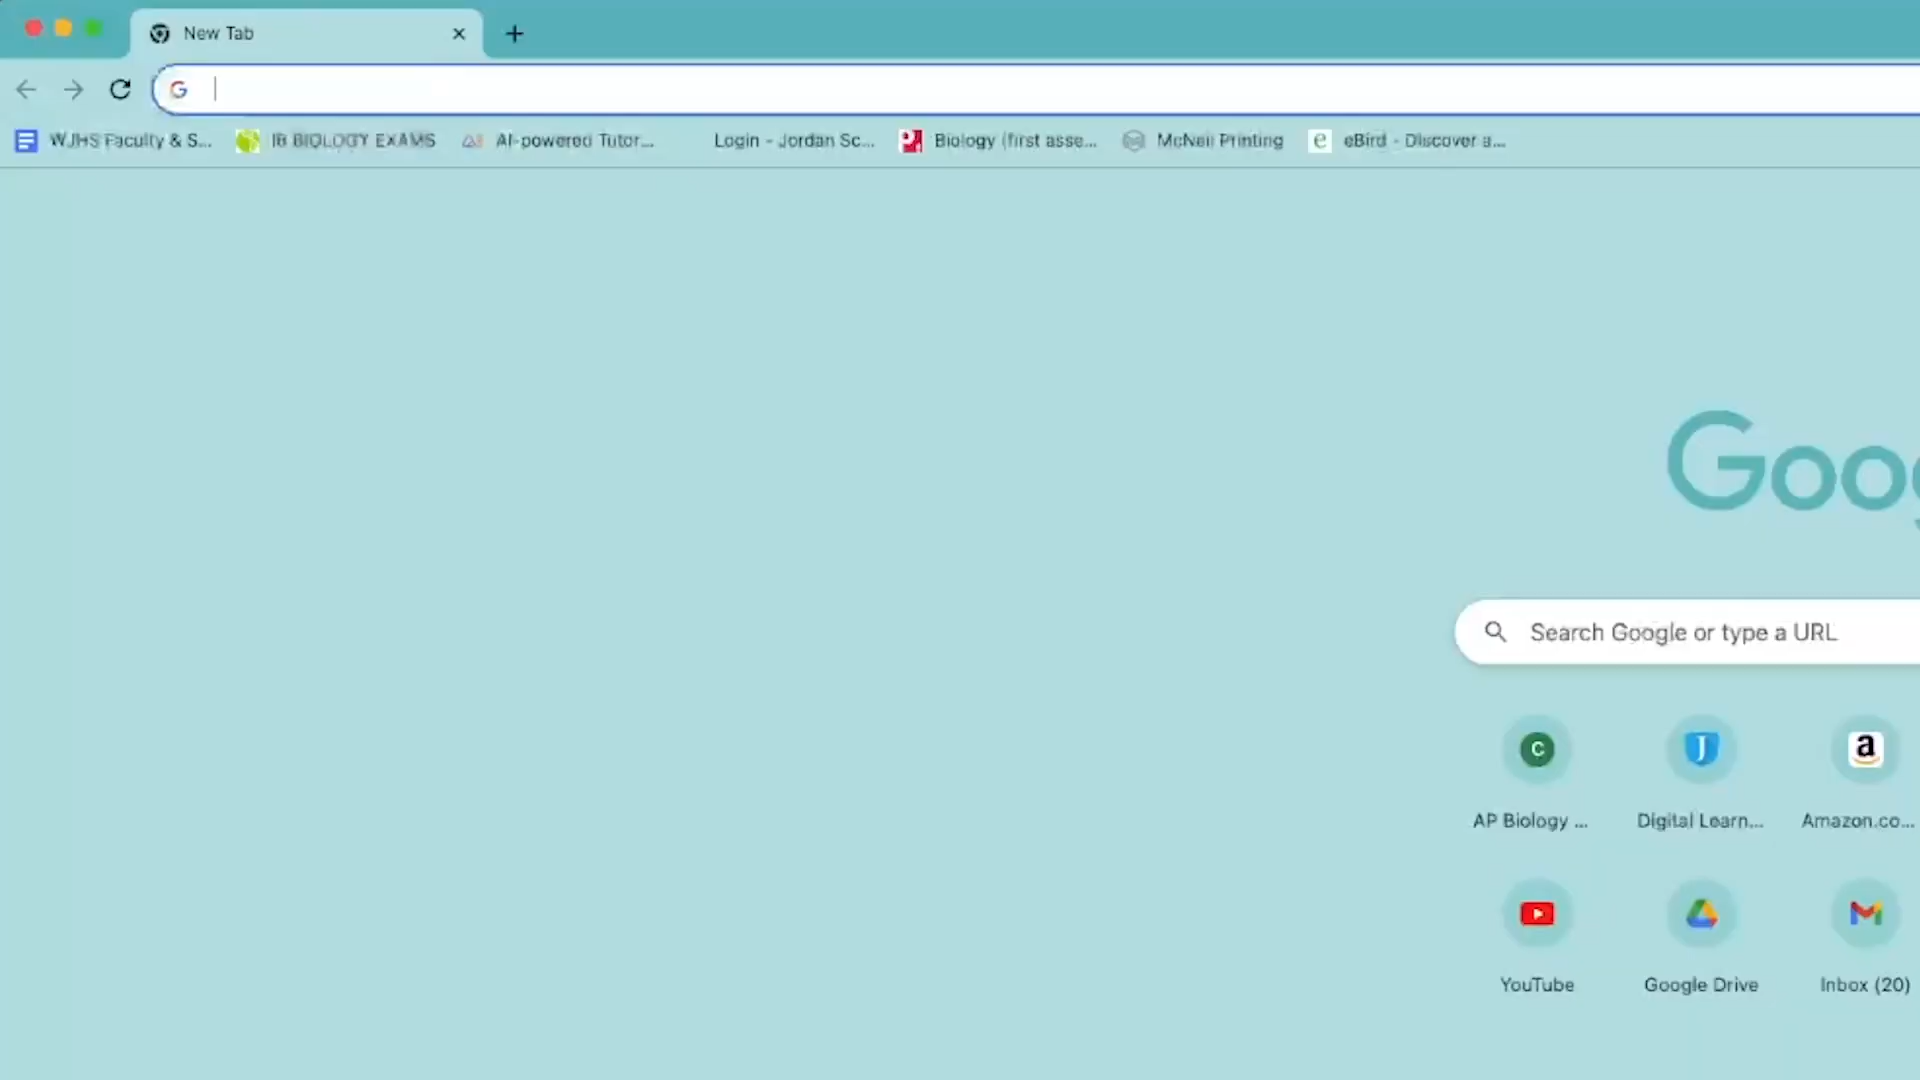 New Tab
WJHS Faculty & S... IB BIOLOGY EXAMS AI-powered Tutor... Login - Jordan Sc... Biology (first asse... McNeil Printing eBird - Discover a...
Goog
Search Google or type a URL
AP Biology ... Digital Learn... Amazon.co...
YouTube Google Drive Inbox (20)